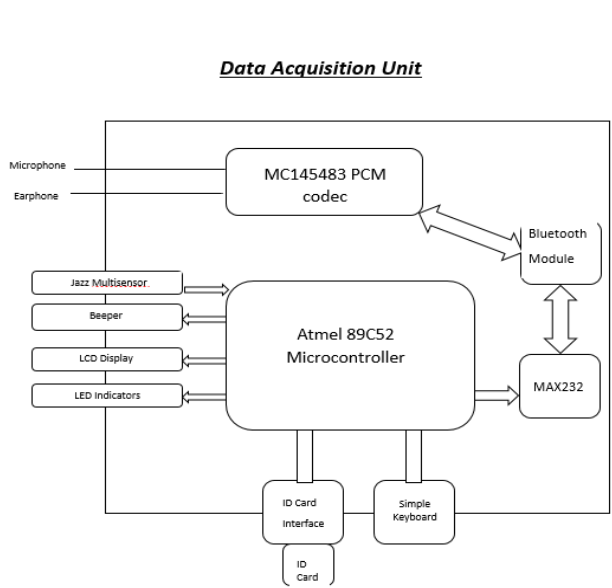 Data Acquisition Unit
Microphone
Earphone
MC145483 PCM
codec
Bluetooth
Module
Jazz Multisensor
Beeper
LCD Display
LED Indicators
Atmel 89C52
Microcontroller
MAX232
ID Card
Interface
Simple
Keyboard
ID
Card